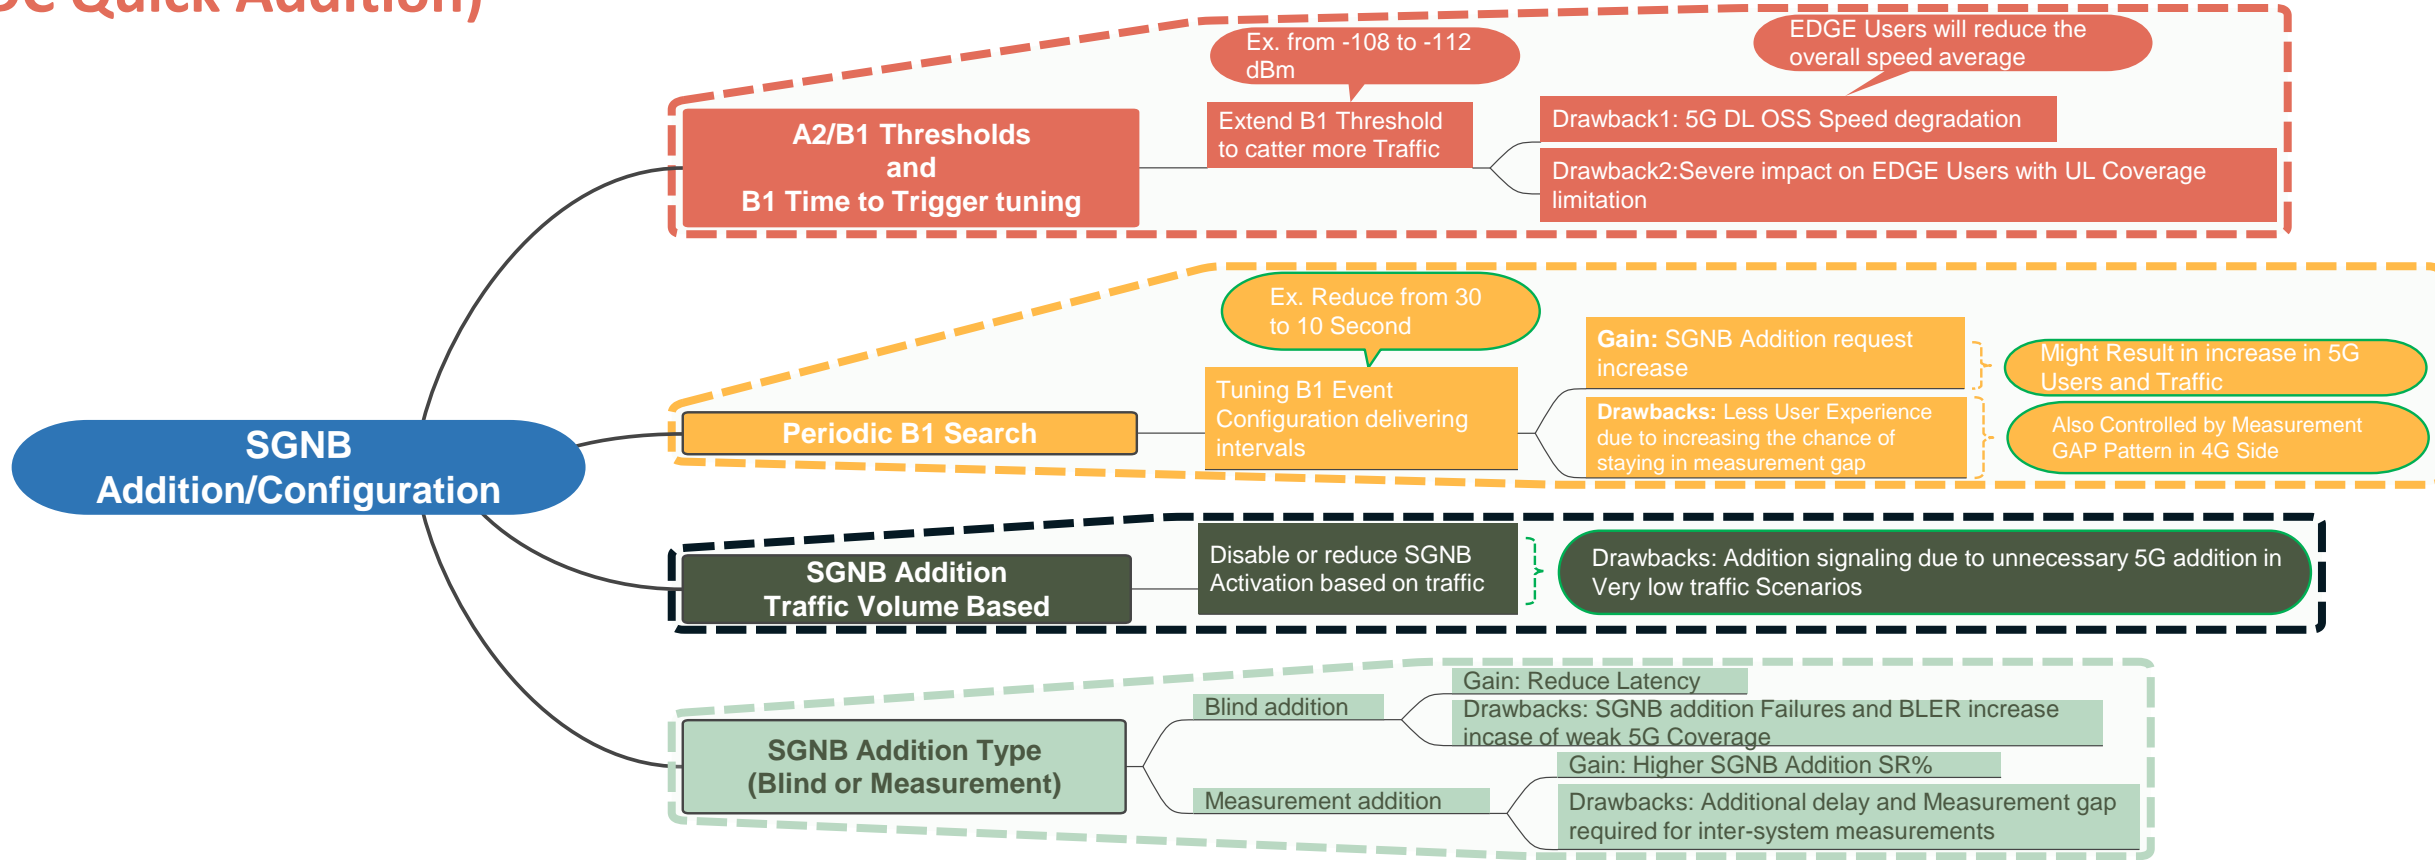 DC Quick Addition)
Ex. from -108 to -112
dBm
EDGE Users will reduce the
overall speed average
A2/B1 Thresholds
and
B1 Time to Trigger tuning
Extend B1 Threshold
to catter more Traffic
Drawback1: 5G DL OSS Speed degradation
Drawback2:Severe impact on EDGE Users with UL Coverage
limitation
Ex. Reduce from 30
to 10 Second
Periodic B1 Search
Tuning B1 Event
Configuration delivering
intervals
Gain: SGNB Addition request
increase
Might Result in increase in 5G
Users and Traffic
Drawbacks: Less User Experience
due to increasing the chance of
staying in measurement gap
Also Controlled by Measurement
GAP Pattern in 4G Side
SGNB
Addition/Configuration
SGNB Addition
Traffic Volume Based
Disable or reduce SGNB
Activation based on traffic
Drawbacks: Addition signaling due to unnecessary 5G addition in
Very low traffic Scenarios
SGNB Addition Type
(Blind or Measurement)
Blind addition
Gain: Reduce Latency
Drawbacks: SGNB addition Failures and BLER increase
incase of weak 5G Coverage
Measurement addition
Gain: Higher SGNB Addition SR%
Drawbacks: Additional delay and Measurement gap
required for inter-system measurements